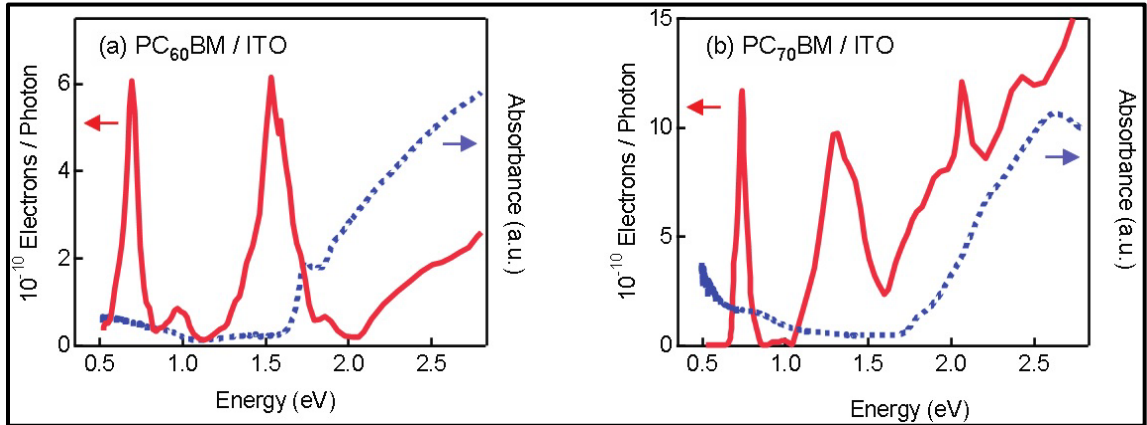 (a) PC₆₀BM / ITO
10⁻¹⁰ Electrons / Photon
6
4
2
0
0.5 1.0 1.5 2.0 2.5
Energy (eV)
Absorbance (a.u.)
(b) PC₇₀BM / ITO
10⁻¹⁰ Electrons / Photon
15
10
5
0
0.5 1.0 1.5 2.0 2.5
Energy (eV)
Absorbance (a.u.)